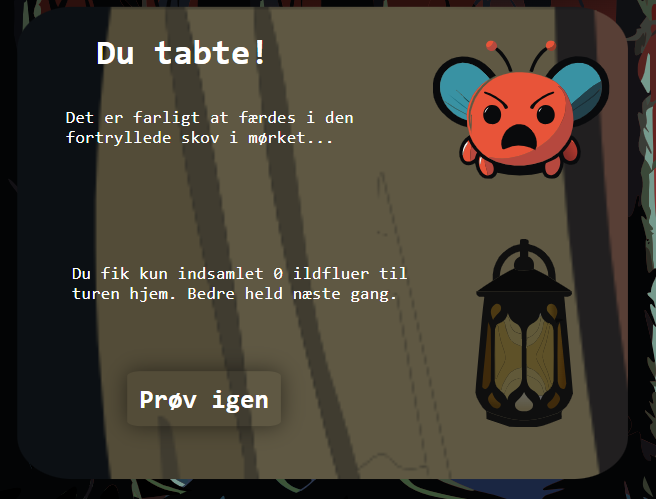 Du tabte!
Det er farligt at færdes i den
fortryllede skov i mørket...
Du fik kun indsamlet 0 ildfluer til
turen hjem. Bedre held næste gang.
Prøv igen